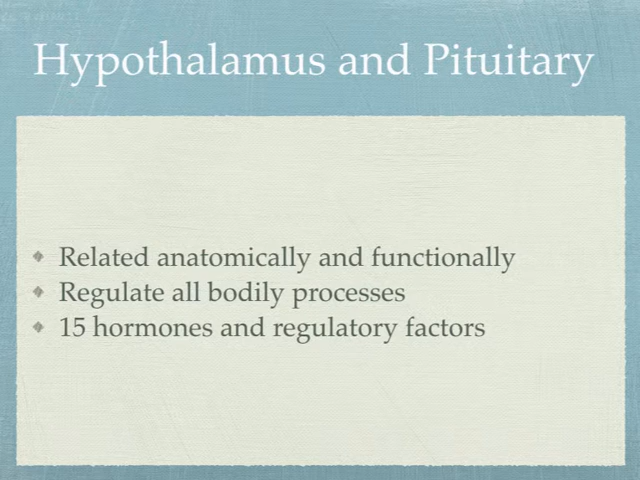 Hypothalamus and Pituitary
Related anatomically and functionally
Regulate all bodily processes
15 hormones and regulatory factors